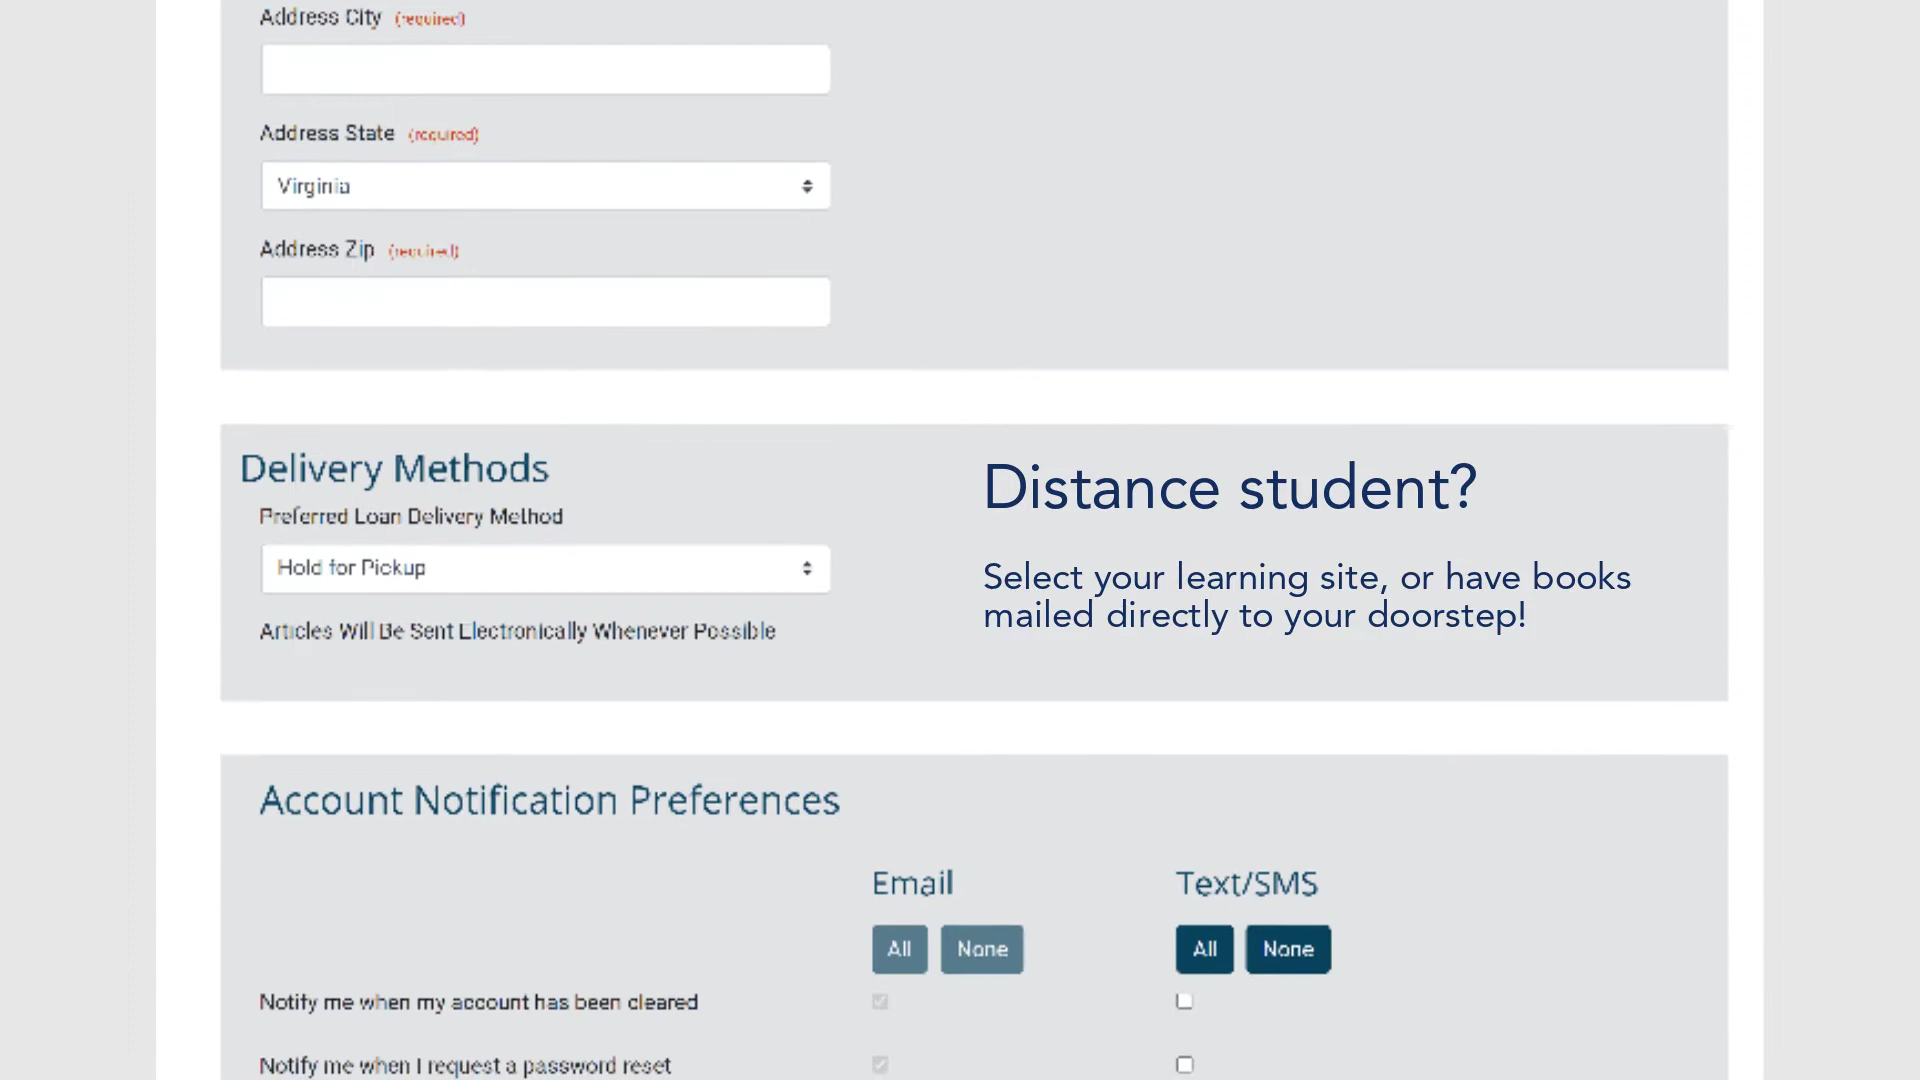 Address City (required)
Address State (required)
Virginia
Address Zip (required)
Delivery Methods
Preferred Loan Delivery Method
Hold for Pickup
Articles Will Be Sent Electronically Whenever Possible
Distance student?
Select your learning site, or have books
mailed directly to your doorstep!
Account Notification Preferences
Email Text/SMS
All None All None
Notify me when my account has been cleared
Notify me when I request a password reset